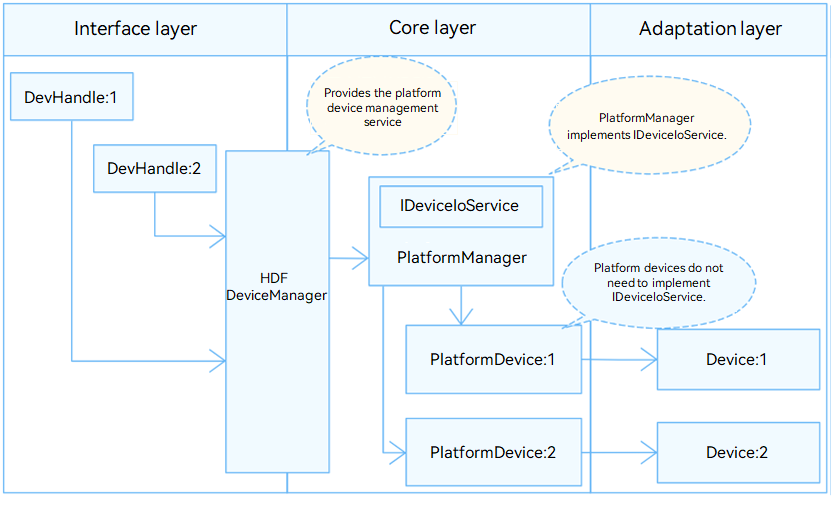 Interface layer
Core layer
Adaptation layer
DevHandle:1
Provides the platform
device management
service
PlatformManager
implements IDeviceIoService.
DevHandle:2
IDeviceIoService
PlatformManager
HDF
DeviceManager
Platform devices do not
need to implement
IDeviceIoService.
PlatformDevice:1
Device:1
PlatformDevice:2
Device:2